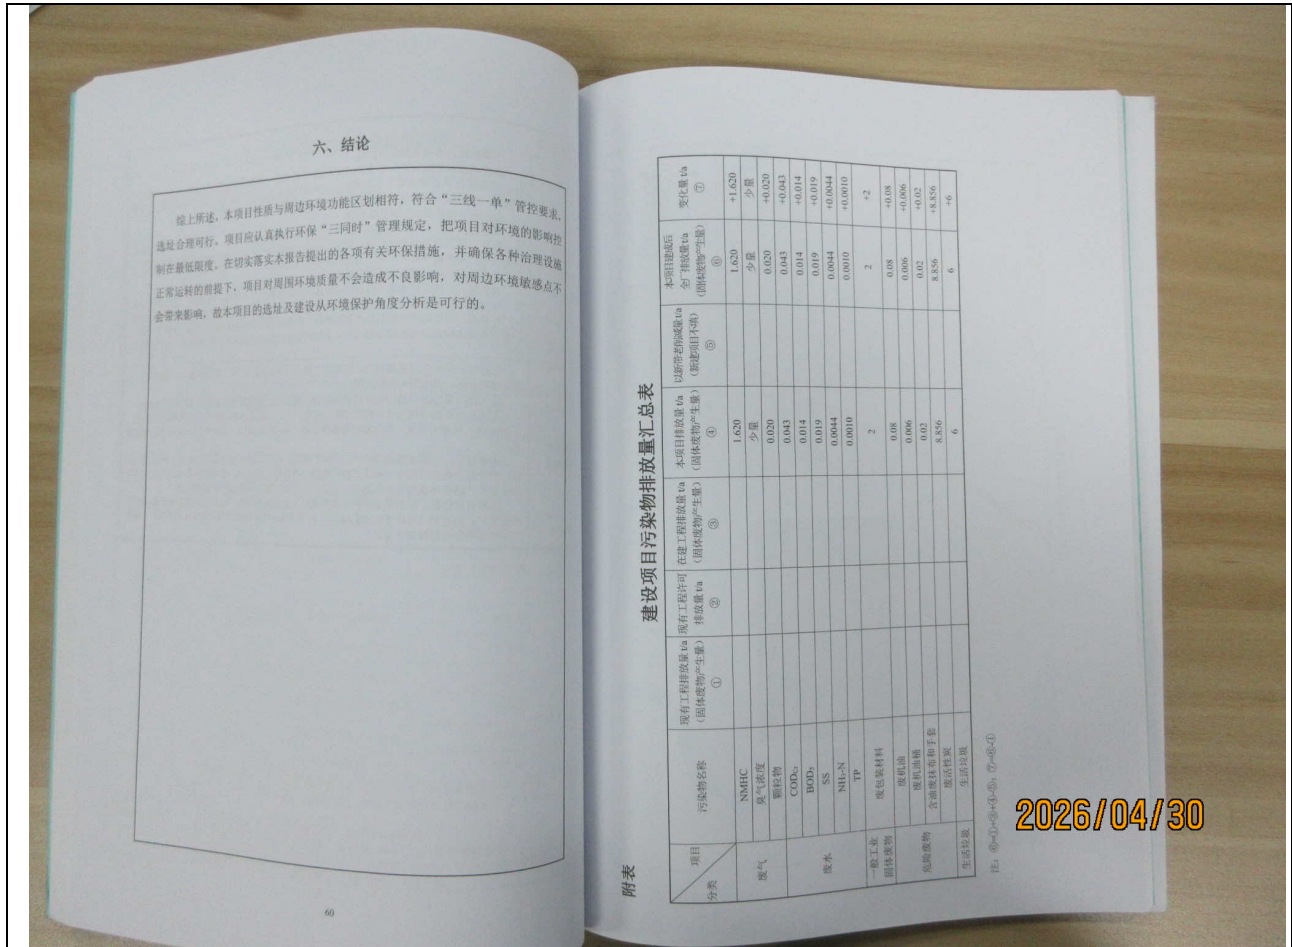 六、结论
综上所述，本项目性质与周边环境功能区划相符，符合“三线一单”管控要求，
选址合理可行。项目应认真执行环保“三同时”管理规定，把项目对环境的影响控
制在最低限度。在切实落实本报告提出的各项有关环保措施，并确保各种治理设施
正常运转的前提下，项目对周围环境质量不会造成不良影响，对周边环境敏感点不
会带来影响，故本项目的选址及建设从环境保护角度分析是可行的。
60
附表
建设项目污染物排放量汇总表
项目 分类 污染物名称 现有工程排放量 t/a（固体废物产生量）① 现有工程许可排放量 t/a ② 在建工程排放量 t/a（固体废物产生量）③ 本项目排放量 t/a（固体废物产生量）④ 以新带老削减量 t/a（新建项目不填）⑤ 本项目建成后全厂排放量 t/a（固体废物产生量）⑥ 变化量 t/a ⑦
废气 NMHC 1.620 1.620 +1.620
臭气浓度 少量 少量 少量
颗粒物 0.020 0.020 +0.020
废水 CODcr 0.043 0.043 +0.043
BOD₅ 0.014 0.014 +0.014
SS 0.019 0.019 +0.019
NH₃-N 0.0044 0.0044 +0.0044
TP 0.0010 0.0010 +0.0010
一般工业固体废物 废包装材料 2 2 +2
危险废物 废机油 0.08 0.08 +0.08
废机油桶 0.006 0.006 +0.006
含油废抹布和手套 0.02 0.02 +0.02
废活性炭 8.856 8.856 +8.856
生活垃圾 生活垃圾 6 6 +6
注：⑥=①+③+④-⑤；⑦=⑥-①
2026/04/30